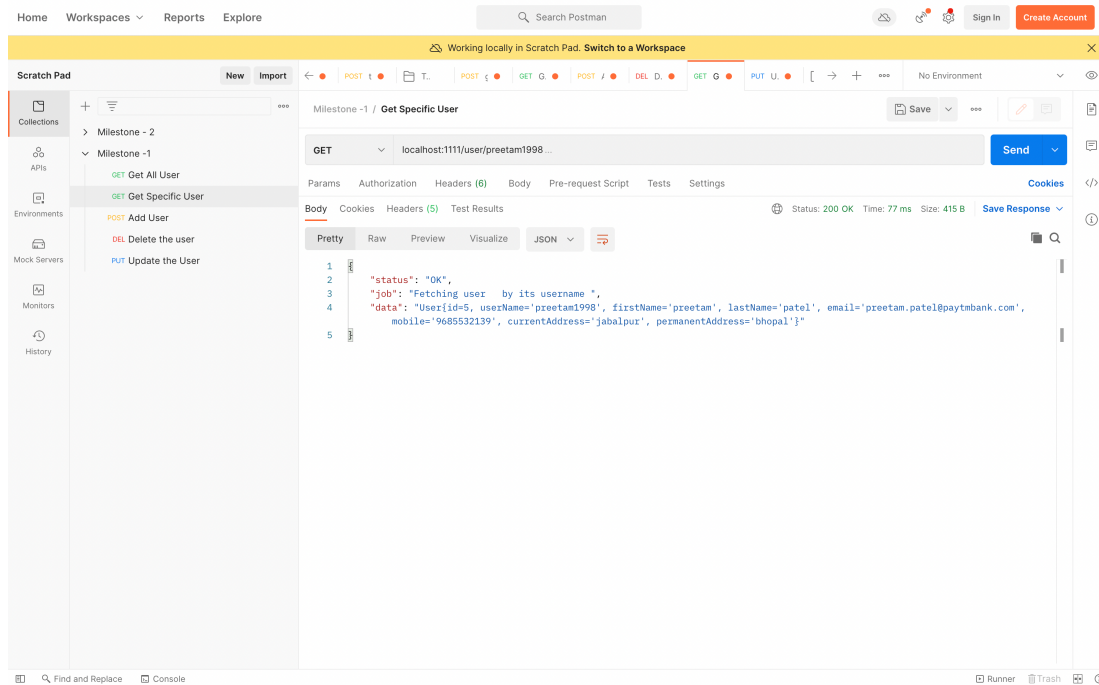 Home Workspaces Reports Explore Search Postman Sign In Create Account
Working locally in Scratch Pad. Switch to a Workspace
Scratch Pad New Import POST t T.. POST GET G. POST DEL D. GET G PUT U. No Environment
Collections
APIs
Environments
Mock Servers
Monitors
History
Milestone - 2
Milestone -1
GET Get All User
GET Get Specific User
POST Add User
DEL Delete the user
PUT Update the User
Milestone -1 / Get Specific User Save
GET localhost:1111/user/preetam1998 ... Send
Params Authorization Headers (6) Body Pre-request Script Tests Settings Cookies
Body Cookies Headers (5) Test Results Status: 200 OK Time: 77 ms Size: 415 B Save Response
Pretty Raw Preview Visualize JSON
1 {
2 "status": "OK",
3 "job": "Fetching user   by its username ",
4 "data": "User{id=5, userName='preetam1998', firstName='preetam', lastName='patel', email='preetam.patel@paytmbank.com',
mobile='9685532139', currentAddress='jabalpur', permanentAddress='bhopal'}"
5 }
Find and Replace Console Runner Trash